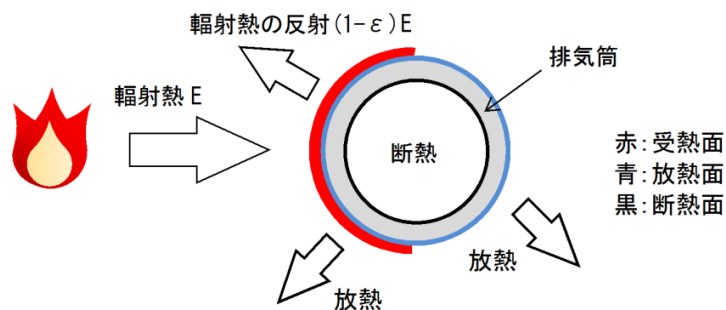 輻射熱の反射(1-ε)E
排気筒
輻射熱 E
断熱
赤:受熱面
青:放熱面
黒:断熱面
放熱
放熱